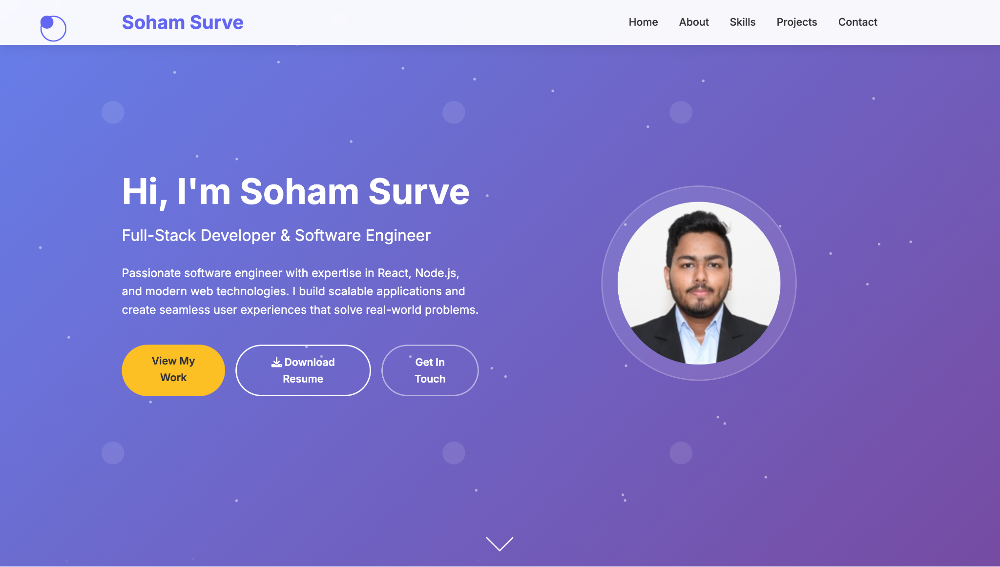 Soham Surve
Home About Skills Projects Contact
Hi, I'm Soham Surve
Full-Stack Developer & Software Engineer
Passionate software engineer with expertise in React, Node.js,
and modern web technologies. I build scalable applications and
create seamless user experiences that solve real-world problems.
View My
Work
Download
Resume
Get In
Touch